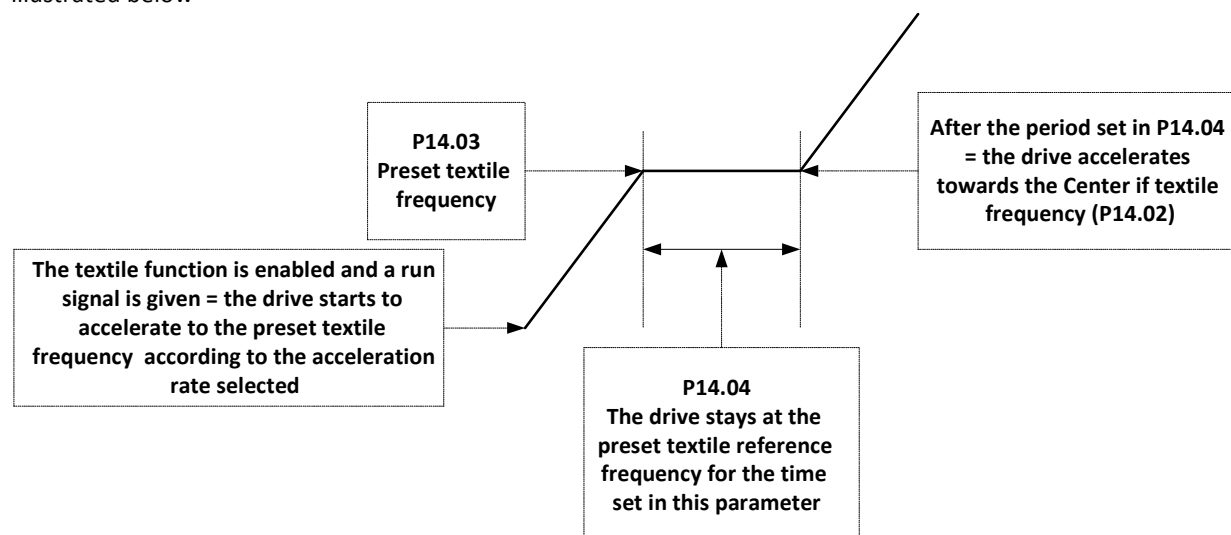 illustrated below
P14.03
Preset textile
frequency
After the period set in P14.04
= the drive accelerates
towards the Center if textile
frequency (P14.02)
The textile function is enabled and a run
signal is given = the drive starts to
accelerate to the preset textile
frequency according to the acceleration
rate selected
P14.04
The drive stays at the
preset textile reference
frequency for the time
set in this parameter